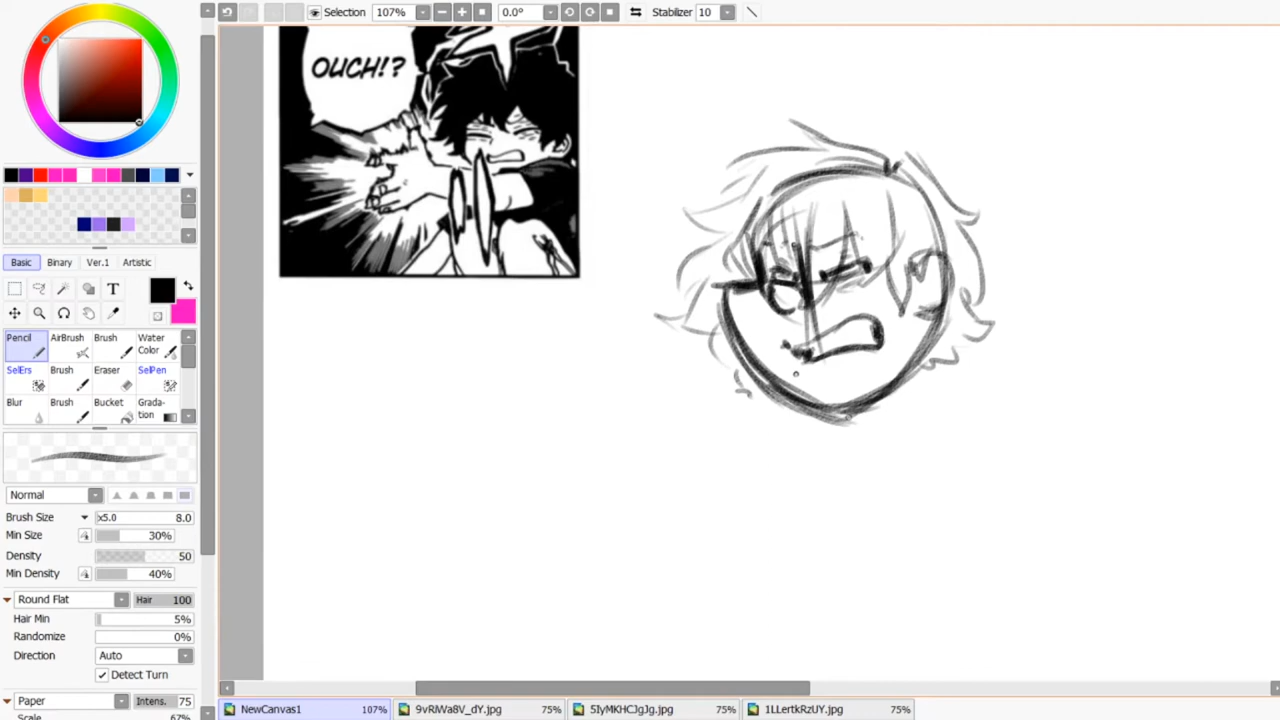 Selection 107% 0.0° Stabilizer 10
OUCH!?
Basic Binary Ver.1 Artistic
T
Pencil AirBrush Brush Water Color
SelErs Brush Eraser SelPen
Blur Brush Bucket Gradation
Normal
Brush Size x5.0 8.0
Min Size 30%
Density 50
Min Density 40%
Round Flat Hair 100
Hair Min 5%
Randomize 0%
Direction Auto
Detect Turn
Paper Intens. 75
Scale 67%
NewCanvas1 107% 9vRlWa8V_dY.jpg 75% 5IyMKHCJgJg.jpg 75% 1LLertkRzUY.jpg 75%